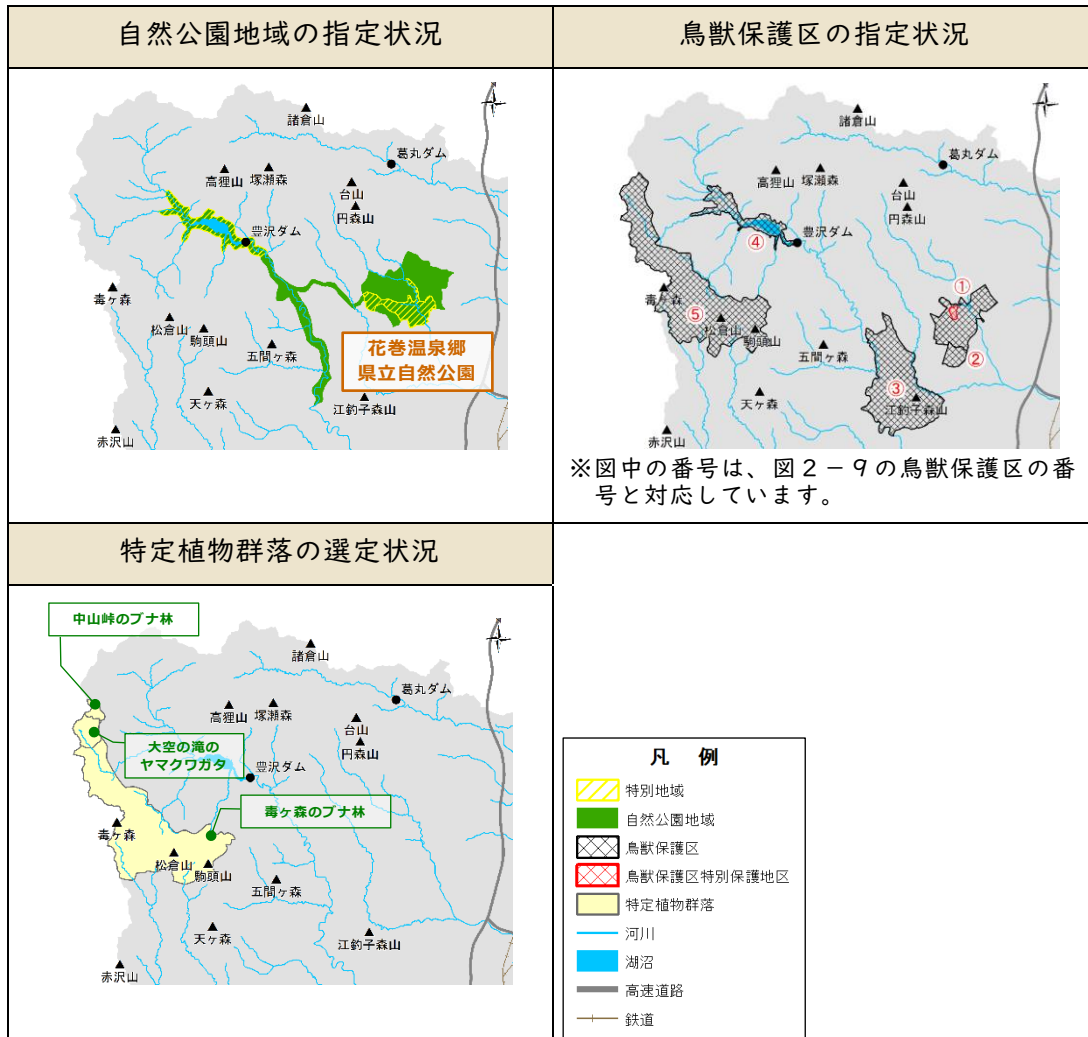 自然公園地域の指定状況
諸倉山
葛丸ダム
高狸山
塚瀬森
台山
円森山
豊沢ダム
毒ヶ森
松倉山
駒頭山
五間ヶ森
花巻温泉郷
県立自然公園
天ヶ森
江釣子森山
赤沢山
鳥獣保護区の指定状況
諸倉山
葛丸ダム
高狸山
塚瀬森
台山
円森山
④
豊沢ダム
①
毒ヶ森
⑤
松倉山
駒頭山
五間ヶ森
②
③
天ヶ森
江釣子森山
赤沢山
※図中の番号は、図2-9の鳥獣保護区の番
号と対応しています。
特定植物群落の選定状況
中山峠のブナ林
諸倉山
葛丸ダム
高狸山
塚瀬森
台山
円森山
大空の滝の
ヤマクワガタ
豊沢ダム
毒ヶ森のブナ林
毒ヶ森
松倉山
駒頭山
五間ヶ森
天ヶ森
江釣子森山
赤沢山
凡 例
特別地域
自然公園地域
鳥獣保護区
鳥獣保護区特別保護地区
特定植物群落
河川
湖沼
高速道路
鉄道